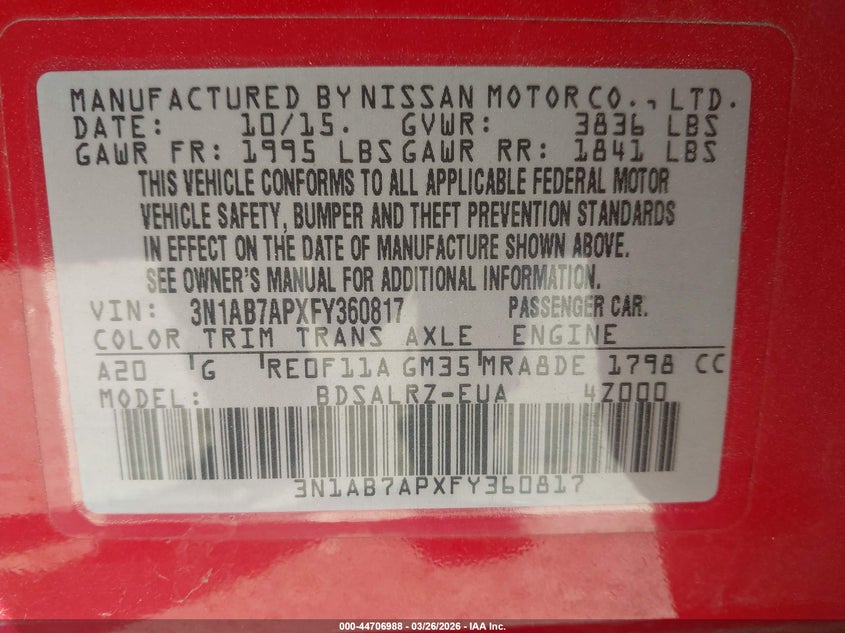 MANUFACTURED BY NISSAN MOTOR CO., LTD.
DATE: 10/15. GVWR: 3836 LBS
GAWR FR: 1995 LBS GAWR RR: 1841 LBS
THIS VEHICLE CONFORMS TO ALL APPLICABLE FEDERAL MOTOR
VEHICLE SAFETY, BUMPER AND THEFT PREVENTION STANDARDS
IN EFFECT ON THE DATE OF MANUFACTURE SHOWN ABOVE.
SEE OWNER'S MANUAL FOR ADDITIONAL INFORMATION.
VIN: 3N1AB7APXFY360817 PASSENGER CAR.
COLOR TRIM TRANS AXLE ENGINE
A20 G RE0F11A GM35 MRA8DE 1798 CC
MODEL: BDSALRZ-EUA 4Z000
3N1AB7APXFY360817
000-44706988 | 03/26/2026 - IAA Inc.